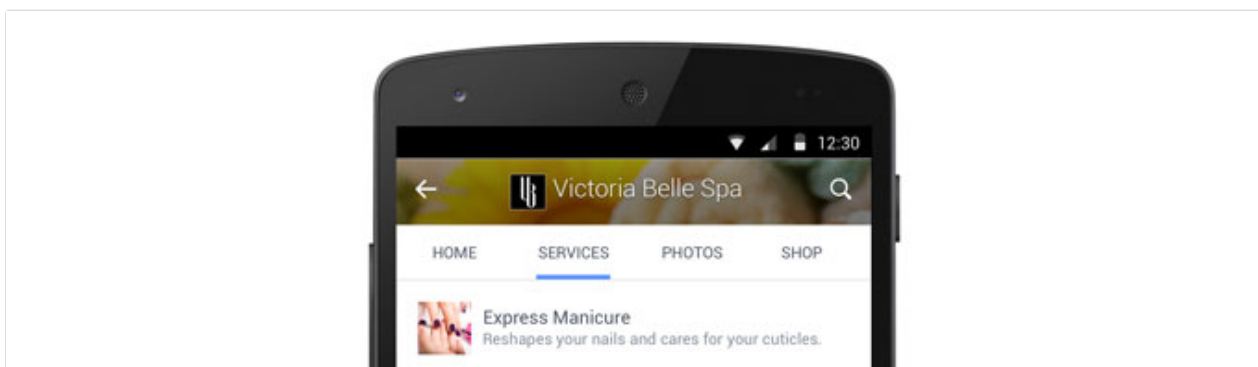 12:30
VB Victoria Belle Spa
HOME SERVICES PHOTOS SHOP
Express Manicure
Reshapes your nails and cares for your cuticles.